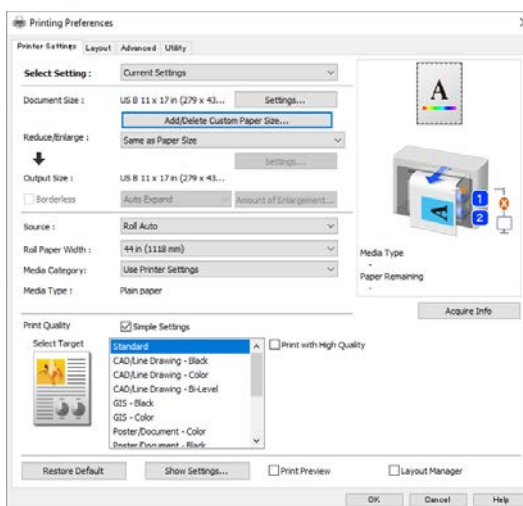 Printing Preferences
Printer Settings Layout Advanced Utility
Select Setting : Current Settings
Document Size : US B 11 x 17 in (279 x 43... Settings...
Add/Delete Custom Paper Size...
Reduce/Enlarge : Same as Paper Size
Settings...
Output Size : US B 11 x 17 in (279 x 43...
Borderless Auto Expand Amount of Enlargement...
Source : Roll Auto
Roll Paper Width : 44 in (1118 mm)
Media Category: Use Printer Settings
Media Type : Plain paper
A
A
1
2
Media Type
-
Paper Remaining
-
Acquire Info
Print Quality Simple Settings
Select Target Standard Print with High Quality
CAD/Line Drawing - Black
CAD/Line Drawing - Color
CAD/Line Drawing - Bi-Level
GIS - Black
GIS - Color
Poster/Document - Color
Poster/Document - Black
Restore Default Show Settings... Print Preview Layout Manager
OK Cancel Help